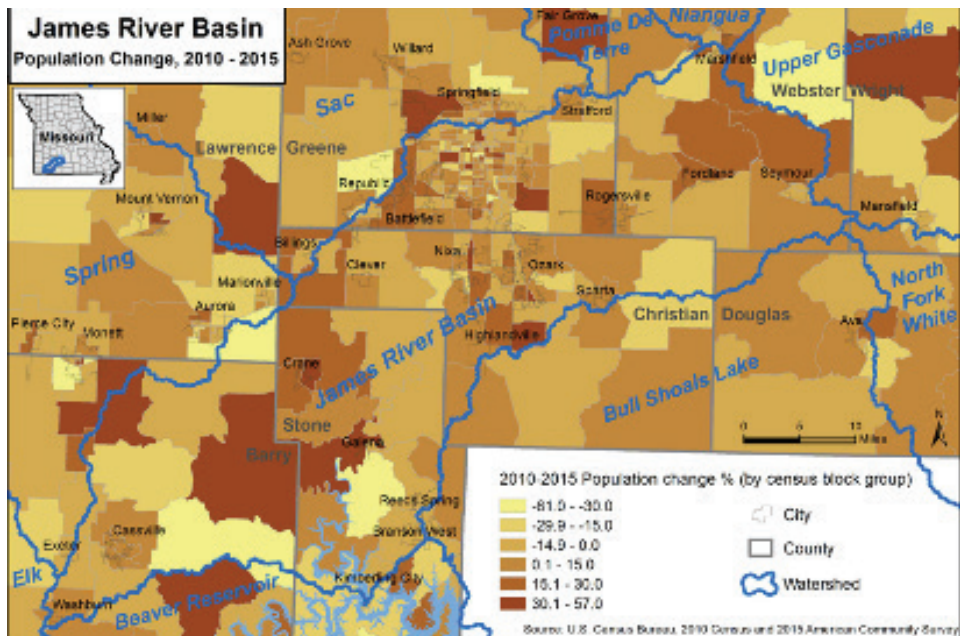 James River Basin
Population Change, 2010 - 2015
Missouri
Ash Grove
Willard
Fair Grove
Pomme De Terre
Niangua
Marshfield
Upper Gasconade
Webster
Wright
Sac
Springfield
Strafford
Miller
Lawrence
Greene
Republic
Mount Vernon
Battlefield
Rogersville
Fordland
Seymour
Mansfield
Spring
Billings
Clever
Nixa
Ozark
Sparta
Marionville
Aurora
Christian
Douglas
North Fork White
Ava
Pierce City
Monett
Highlandville
James River Basin
Crane
Bull Shoals Lake
Stone
Galena
Barry
Reeds Spring
Branson West
Cassville
Exeter
Elk
Kimberling City
Washburn
Beaver Reservoir
N
0 5 10
Miles
2010-2015 Population change % (by census block group)
-61.0 - -30.0
-29.9 - -15.0
-14.9 - 0.0
0.1 - 15.0
15.1 - 30.0
30.1 - 57.0
City
County
Watershed
Source: U.S. Census Bureau, 2010 Census and 2015 American Community Survey